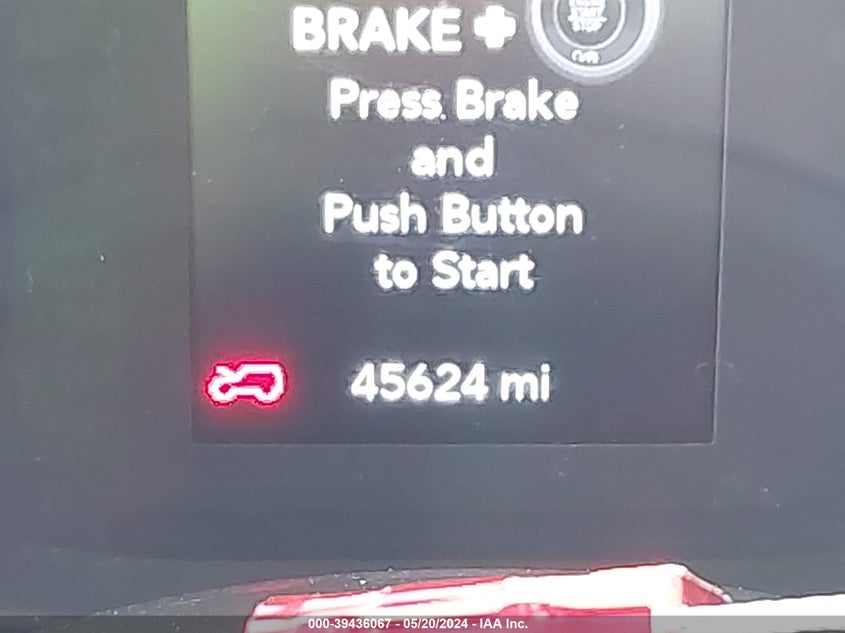 BRAKE +
Press Brake
and
Push Button
to Start
45624 mi
000-39436067 - 05/20/2024 - IAA Inc.